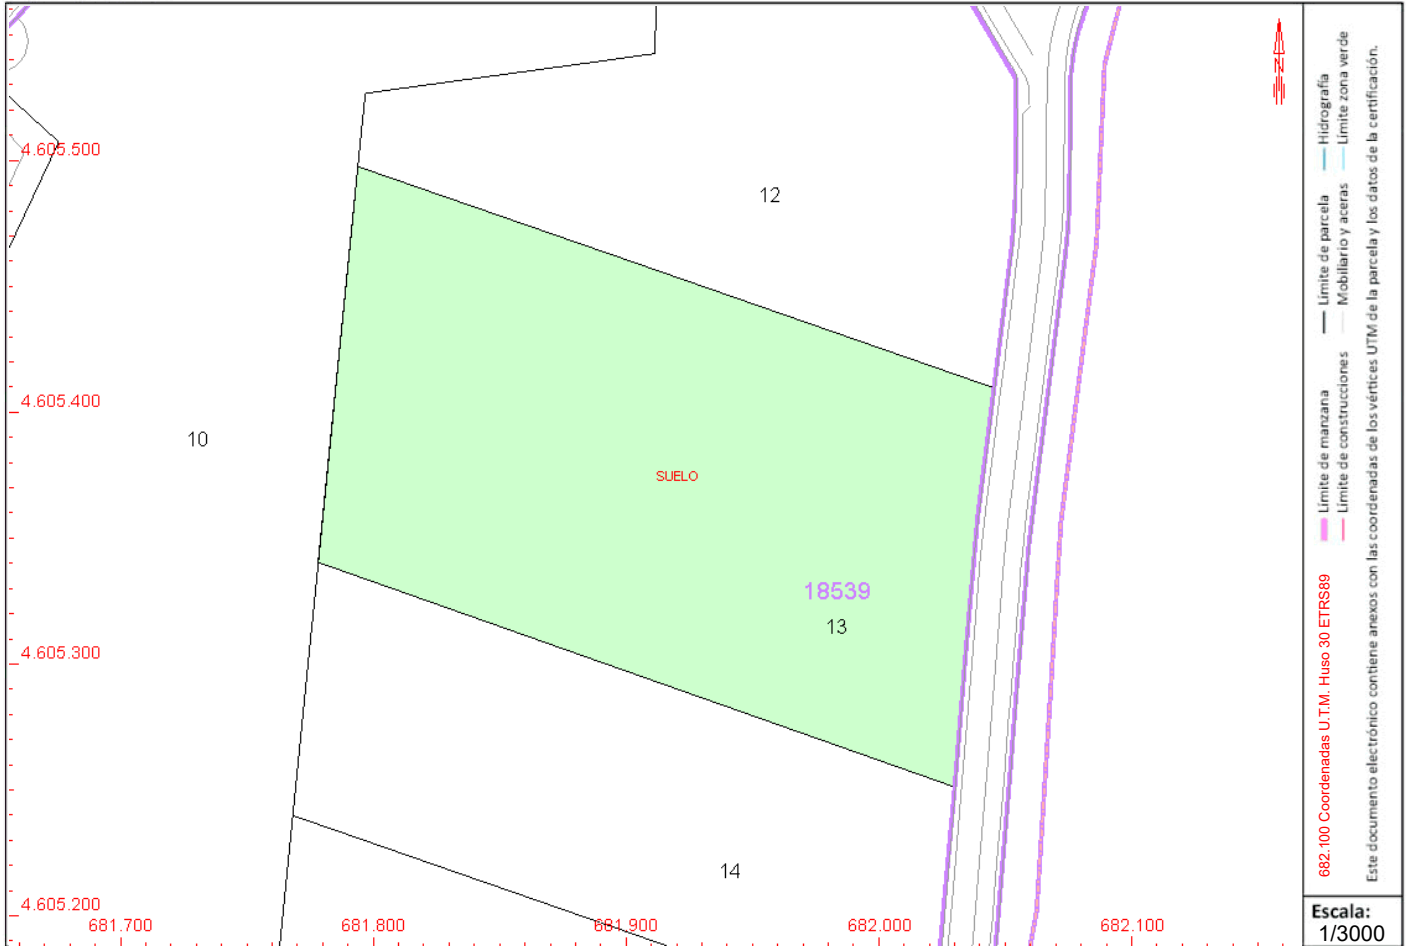 4.605.500
12
4.605.400
10
SUELO
18539
13
4.605.300
14
4.605.200
681.700
681.800
681.900
682.000
682.100
N
682.100 Coordenadas U.T.M. Huso 30 ETRS89
Límite de manzana
Límite de parcela
Hidrografía
Límite de construcciones
Mobiliario y aceras
Límite zona verde
Este documento electrónico contiene anexos con las coordenadas de los vértices UTM de la parcela y los datos de la certificación.
Escala:
1/3000